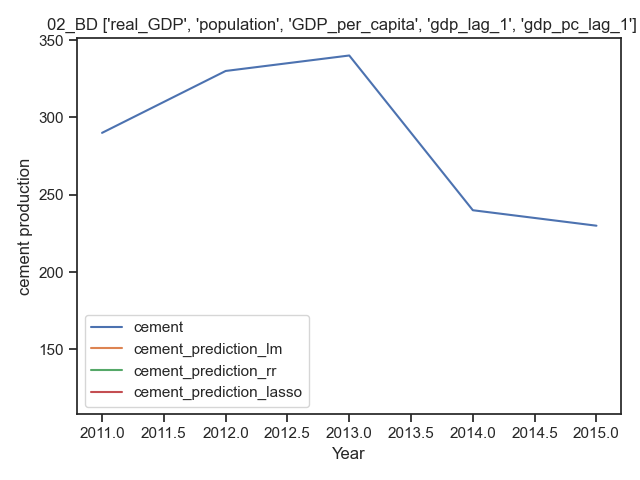 02_BD ['real_GDP', 'population', 'GDP_per_capita', 'gdp_lag_1', 'gdp_pc_lag_1']
350
300
250
200
150
cement production
cement
cement_prediction_lm
cement_prediction_rr
cement_prediction_lasso
2011.0 2011.5 2012.0 2012.5 2013.0 2013.5 2014.0 2014.5 2015.0
Year